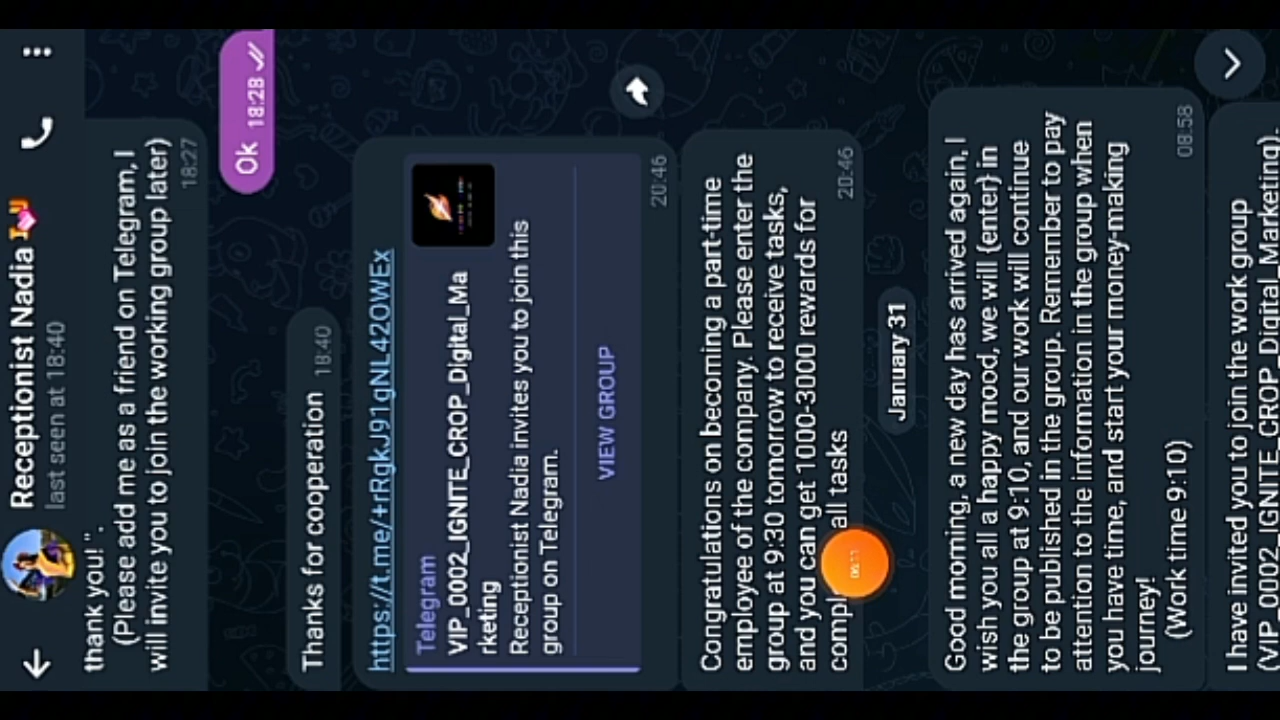 Receptionist Nadia I💘U
last seen at 18:40
thank you!".
(Please add me as a friend on Telegram, I
will invite you to join the working group later)
18:27
Ok 18:28
Thanks for cooperation 18:40
https://t.me/+rRgkJ91gNL42OWEx
Telegram
VIP_0002_IGNITE_CROP_Digital_Ma
rketing
Receptionist Nadia invites you to join this
group on Telegram.
VIEW GROUP
20:46
Congratulations on becoming a part-time
employee of the company. Please enter the
group at 9:30 tomorrow to receive tasks,
and you can get 1000-3000 rewards for
all tasks
20:46
00:11
January 31
Good morning, a new day has arrived again, I
wish you all a happy mood, we will (enter) in
the group at 9:10, and our work will continue
to be published in the group. Remember to pay
attention to the information in the group when
you have time, and start your money-making
journey!
(Work time 9:10)
08:58
I have invited you to join the work group
(VIP_0002_IGNITE_CROP_Digital_Marketing).